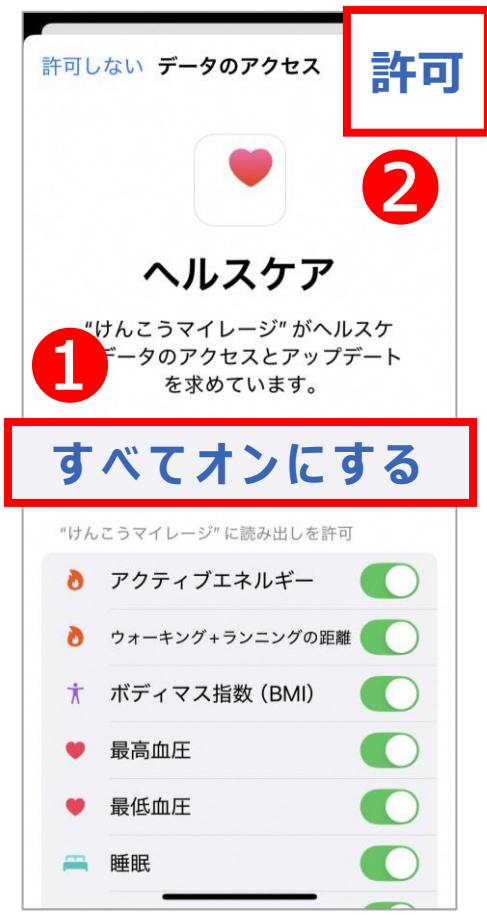 許可しない データのアクセス 許可
❷
ヘルスケア
“けんこうマイレージ” がヘルスケ
データのアクセスとアップデート
を求めています。
❶
すべてオンにする
“けんこうマイレージ” に読み出しを許可
アクティブエネルギー
ウォーキング+ランニングの距離
ボディマス指数 (BMI)
最高血圧
最低血圧
睡眠